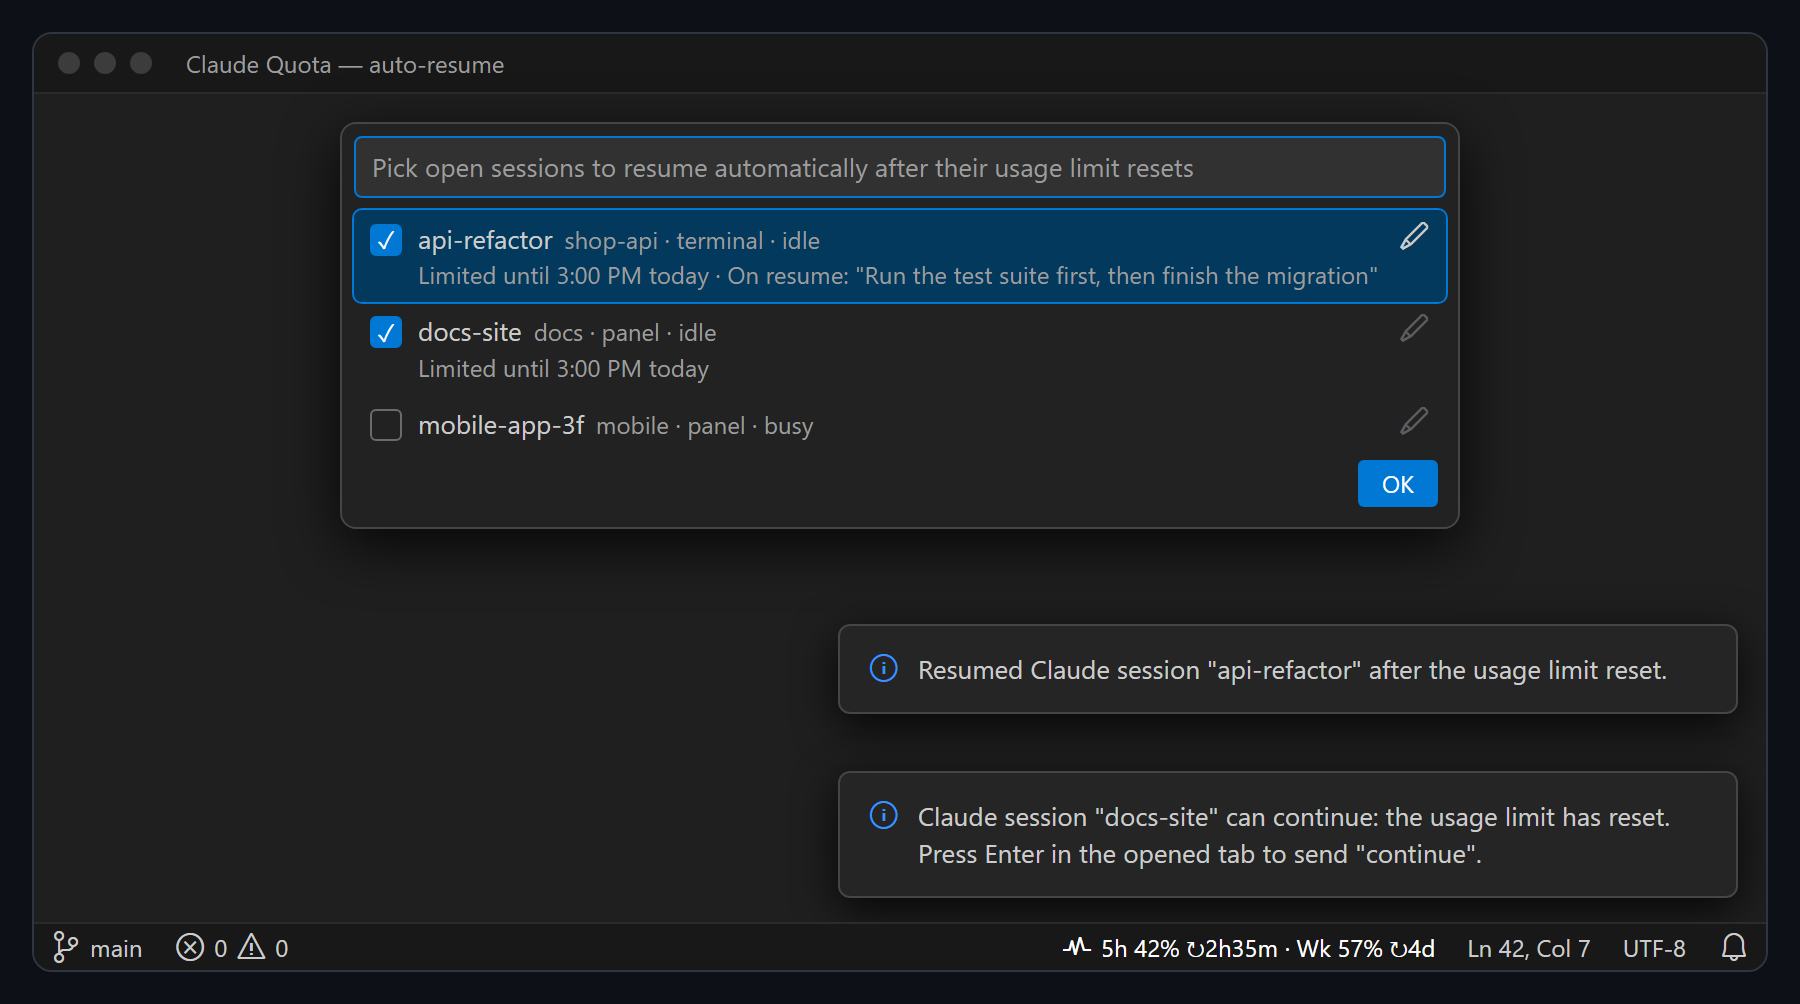 Claude Quota — auto-resume
Pick open sessions to resume automatically after their usage limit resets
api-refactor shop-api · terminal · idle
Limited until 3:00 PM today · On resume: "Run the test suite first, then finish the migration"
docs-site docs · panel · idle
Limited until 3:00 PM today
mobile-app-3f mobile · panel · busy
OK
Resumed Claude session "api-refactor" after the usage limit reset.
Claude session "docs-site" can continue: the usage limit has reset.
Press Enter in the opened tab to send "continue".
main 0 0 5h 42% ↻2h35m · Wk 57% ↻4d Ln 42, Col 7 UTF-8